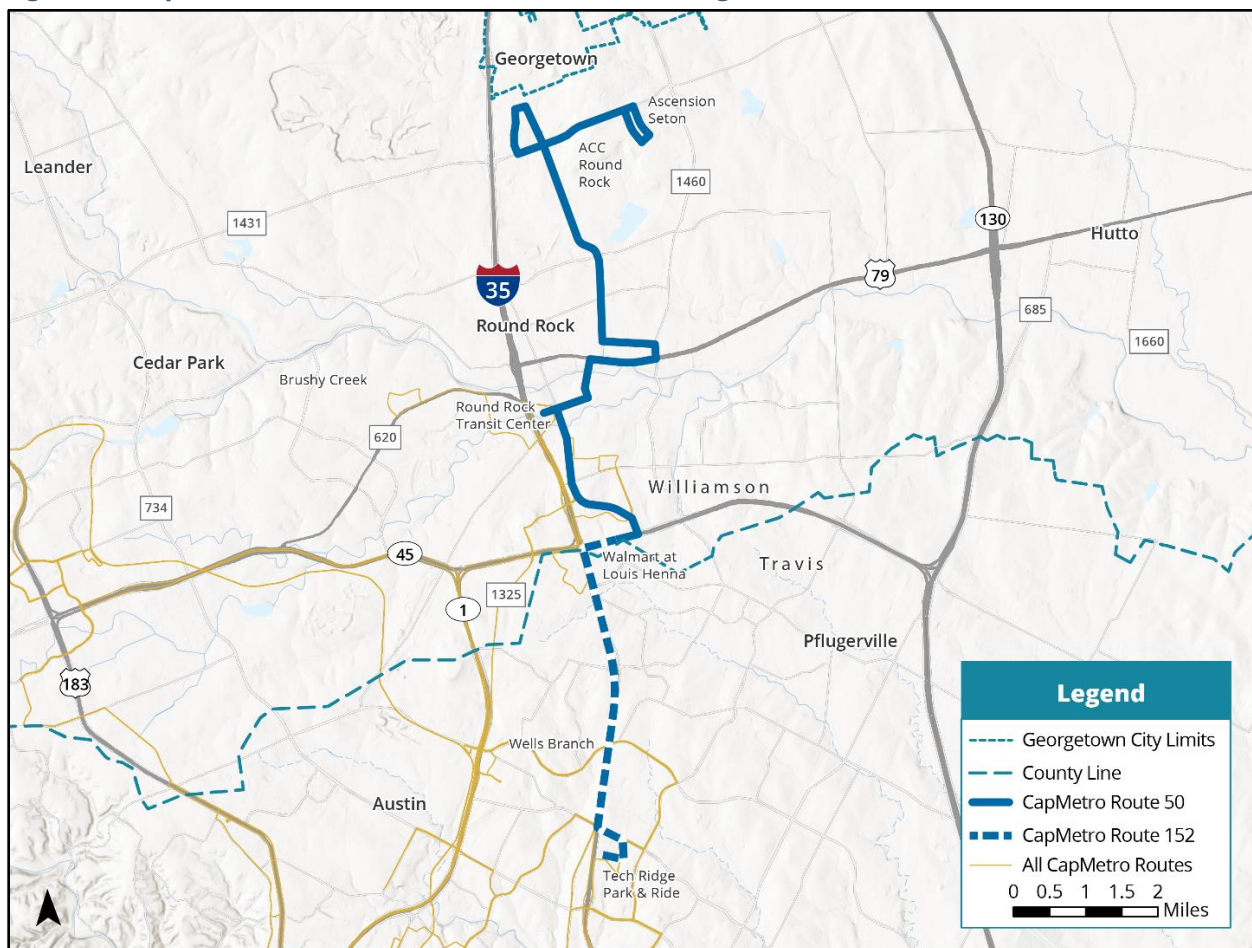 Georgetown
Ascension
Seton
ACC
Round
Rock
Leander
1460
1431
130
Hutto
35
79
Round Rock
685
1660
Cedar Park
Brushy Creek
Round Rock
Transit Center
620
Williamson
734
45
Walmart at
Louis Henna
Travis
1325
1
Pflugerville
183
Wells Branch
Austin
Tech Ridge
Park & Ride
Legend
Georgetown City Limits
County Line
CapMetro Route 50
CapMetro Route 152
All CapMetro Routes
0 0.5 1 1.5 2
Miles